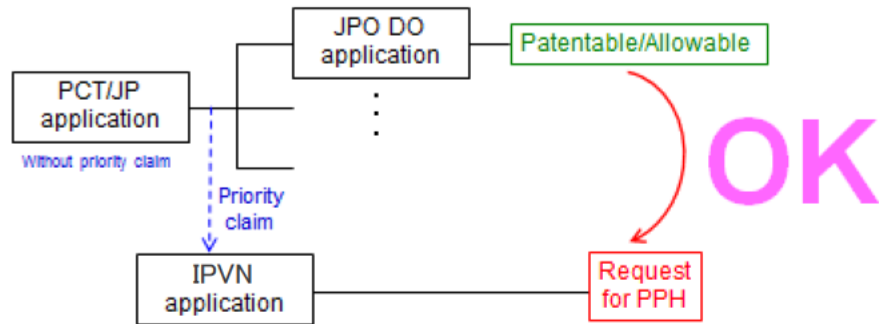 JPO DO
application
Patentable/Allowable
PCT/JP
application
Without priority claim
OK
Priority
claim
IPVN
application
Request
for PPH